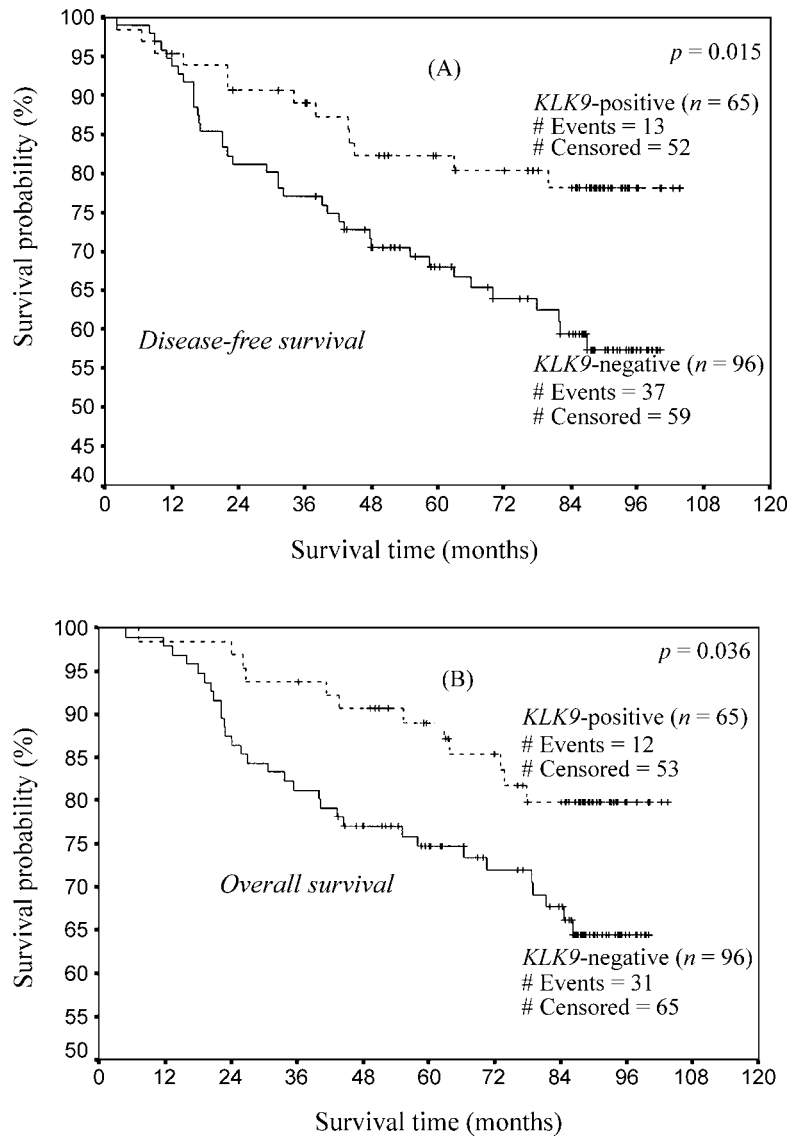 100
95
90
85
80
75
70
65
60
55
50
45
40
Survival probability (%)
(A)
p = 0.015
KLK9-positive (n = 65)
# Events = 13
# Censored = 52
Disease-free survival
KLK9-negative (n = 96)
# Events = 37
# Censored = 59
0 12 24 36 48 60 72 84 96 108 120
Survival time (months)
100
95
90
85
80
75
70
65
60
55
50
Survival probability (%)
(B)
p = 0.036
KLK9-positive (n = 65)
# Events = 12
# Censored = 53
Overall survival
KLK9-negative (n = 96)
# Events = 31
# Censored = 65
0 12 24 36 48 60 72 84 96 108 120
Survival time (months)